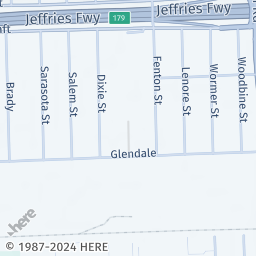 Jeffries Fwy
179
Jeffries Fwy
ft
Brady
Sarasota St
Salem St
Dixie St
Fenton St
Lenore St
Wormer St
Woodbine St
Glendale
here
© 1987-2024 HERE